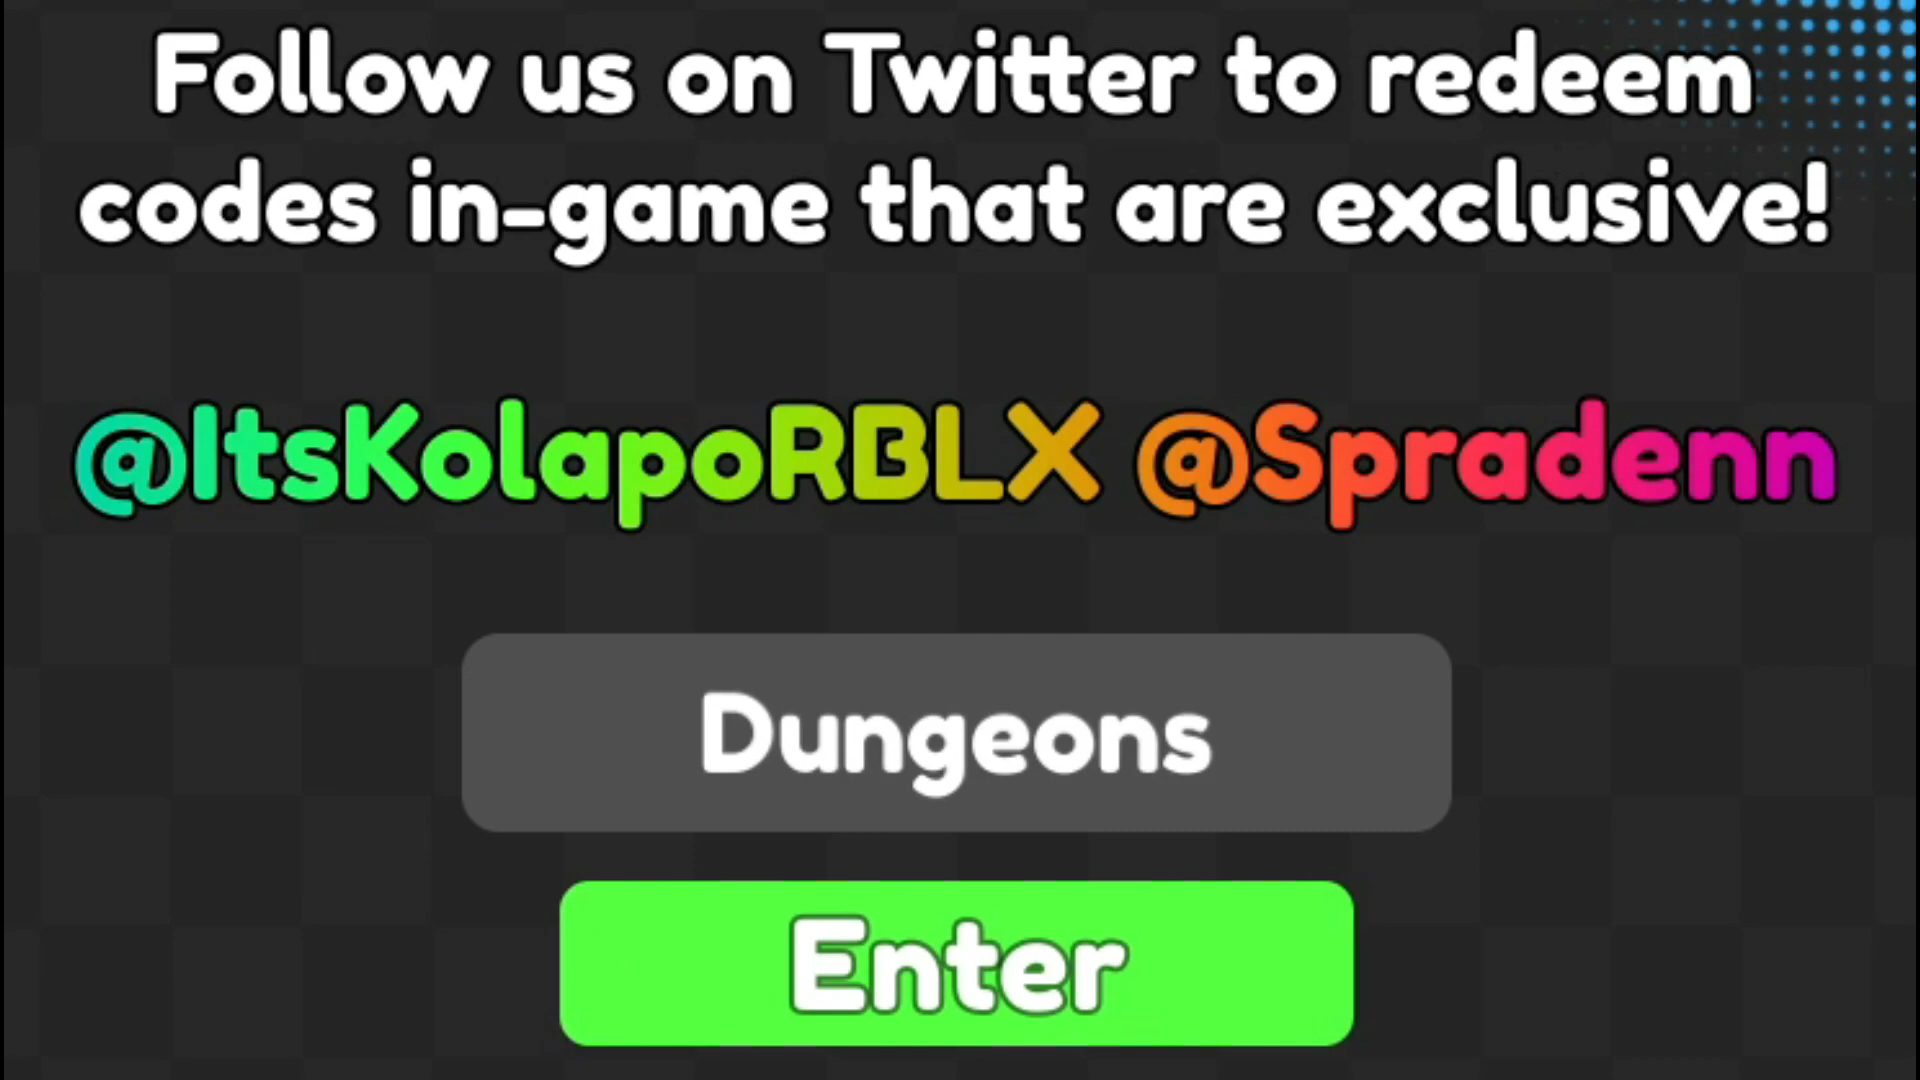 Follow us on Twitter to redeem
codes in-game that are exclusive!
@ItsKolapoRBLX @Spradenn
Dungeons
Enter